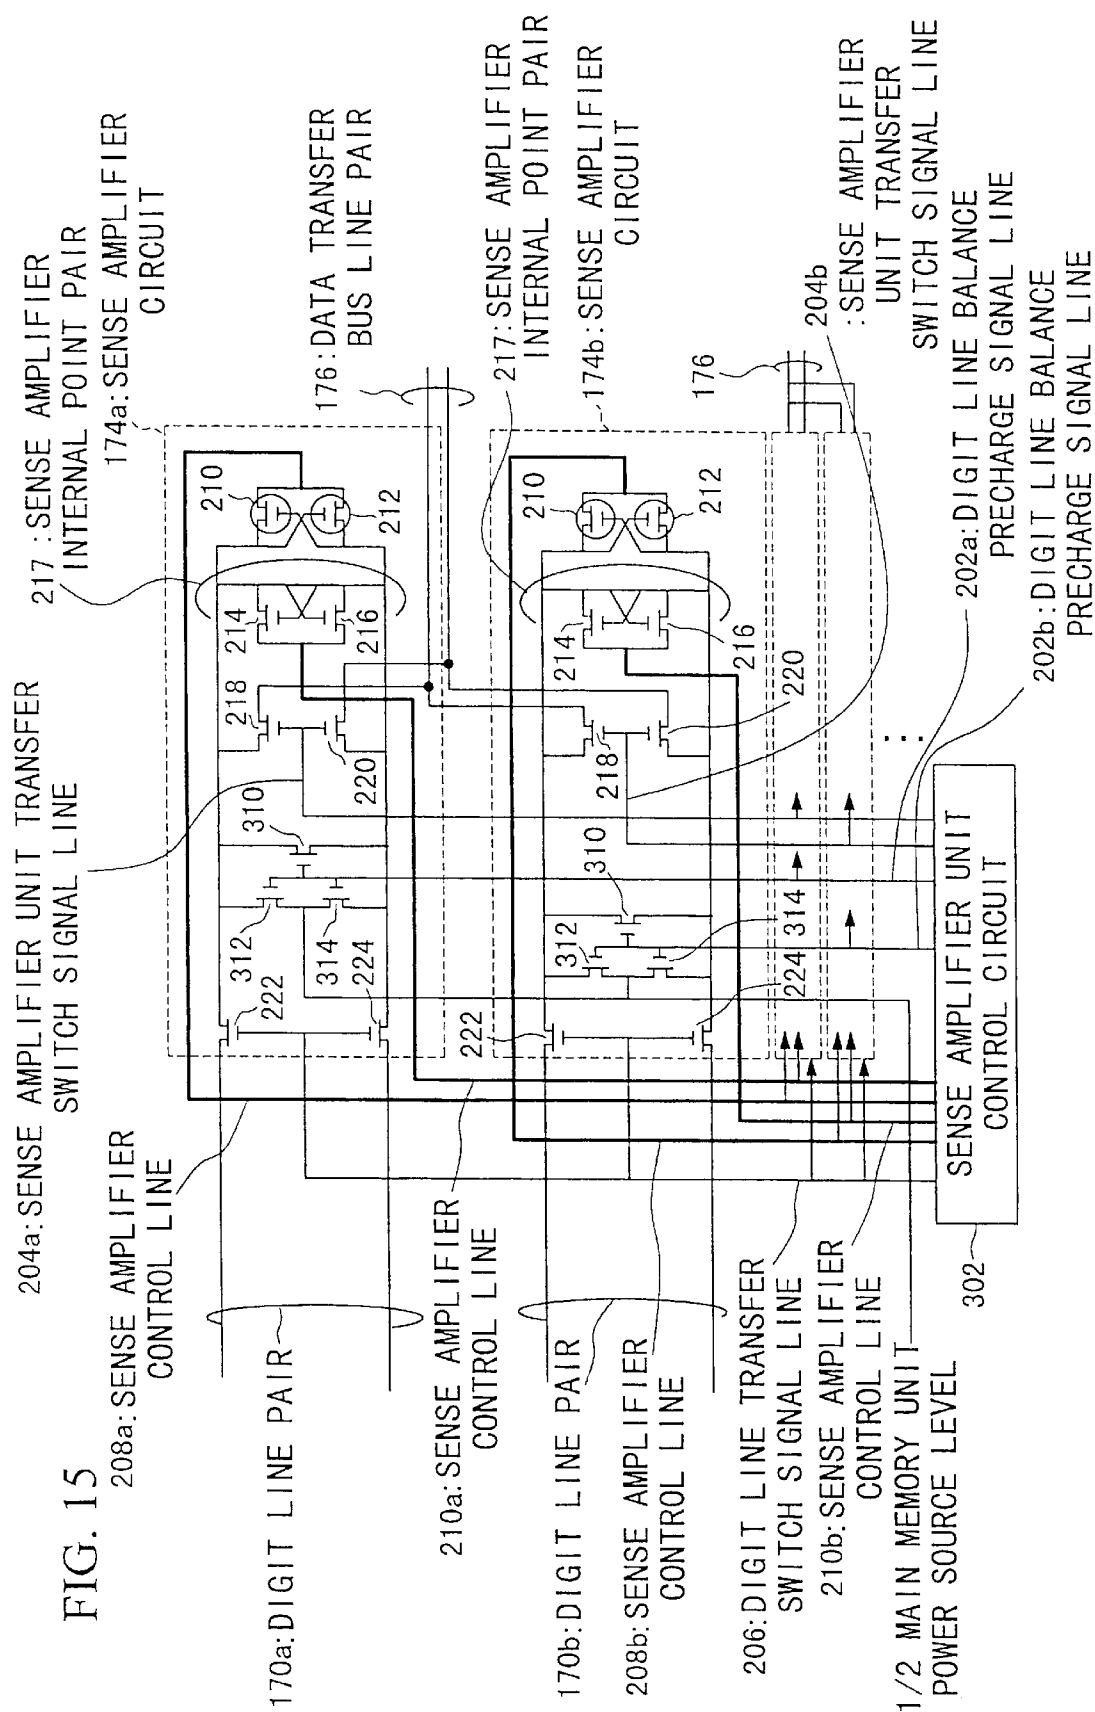 FIG. 15
204a:SENSE AMPLIFIER UNIT TRANSFER
SWITCH SIGNAL LINE
208a:SENSE AMPLIFIER
CONTROL LINE
217:SENSE AMPLIFIER
INTERNAL POINT PAIR
174a:SENSE AMPLIFIER
CIRCUIT
170a:DIGIT LINE PAIR
222
312
314
224
310
218
220
214
216
210
212
176:DATA TRANSFER
BUS LINE PAIR
210a:SENSE AMPLIFIER
CONTROL LINE
217:SENSE AMPLIFIER
INTERNAL POINT PAIR
174b:SENSE AMPLIFIER
CIRCUIT
170b:DIGIT LINE PAIR
208b:SENSE AMPLIFIER
CONTROL LINE
222
312
310
314
224
218
220
214
216
210
212
176
204b
:SENSE AMPLIFIER
UNIT TRANSFER
SWITCH SIGNAL LINE
206:DIGIT LINE TRANSFER
SWITCH SIGNAL LINE
210b:SENSE AMPLIFIER
CONTROL LINE
1/2 MAIN MEMORY UNIT
POWER SOURCE LEVEL
...
202a:DIGIT LINE BALANCE
PRECHARGE SIGNAL LINE
202b:DIGIT LINE BALANCE
PRECHARGE SIGNAL LINE
SENSE AMPLIFIER UNIT
CONTROL CIRCUIT
302